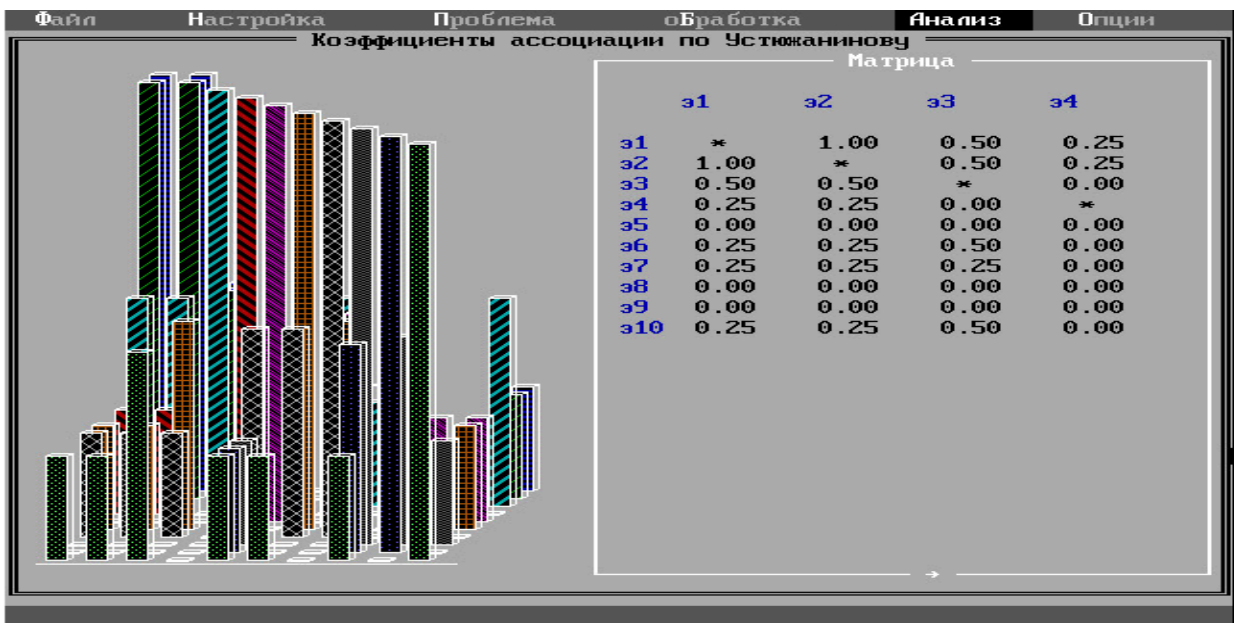 Файл Настройка Проблема оБработка Анализ Опции
Коэффициенты ассоциации по Устюжанинову
Матрица
э1 э2 э3 э4
э1 * 1.00 0.50 0.25
э2 1.00 * 0.50 0.25
э3 0.50 0.50 * 0.00
э4 0.25 0.25 0.00 *
э5 0.00 0.00 0.00 0.00
э6 0.25 0.25 0.50 0.00
э7 0.25 0.25 0.25 0.00
э8 0.00 0.00 0.00 0.00
э9 0.00 0.00 0.00 0.00
э10 0.25 0.25 0.50 0.00